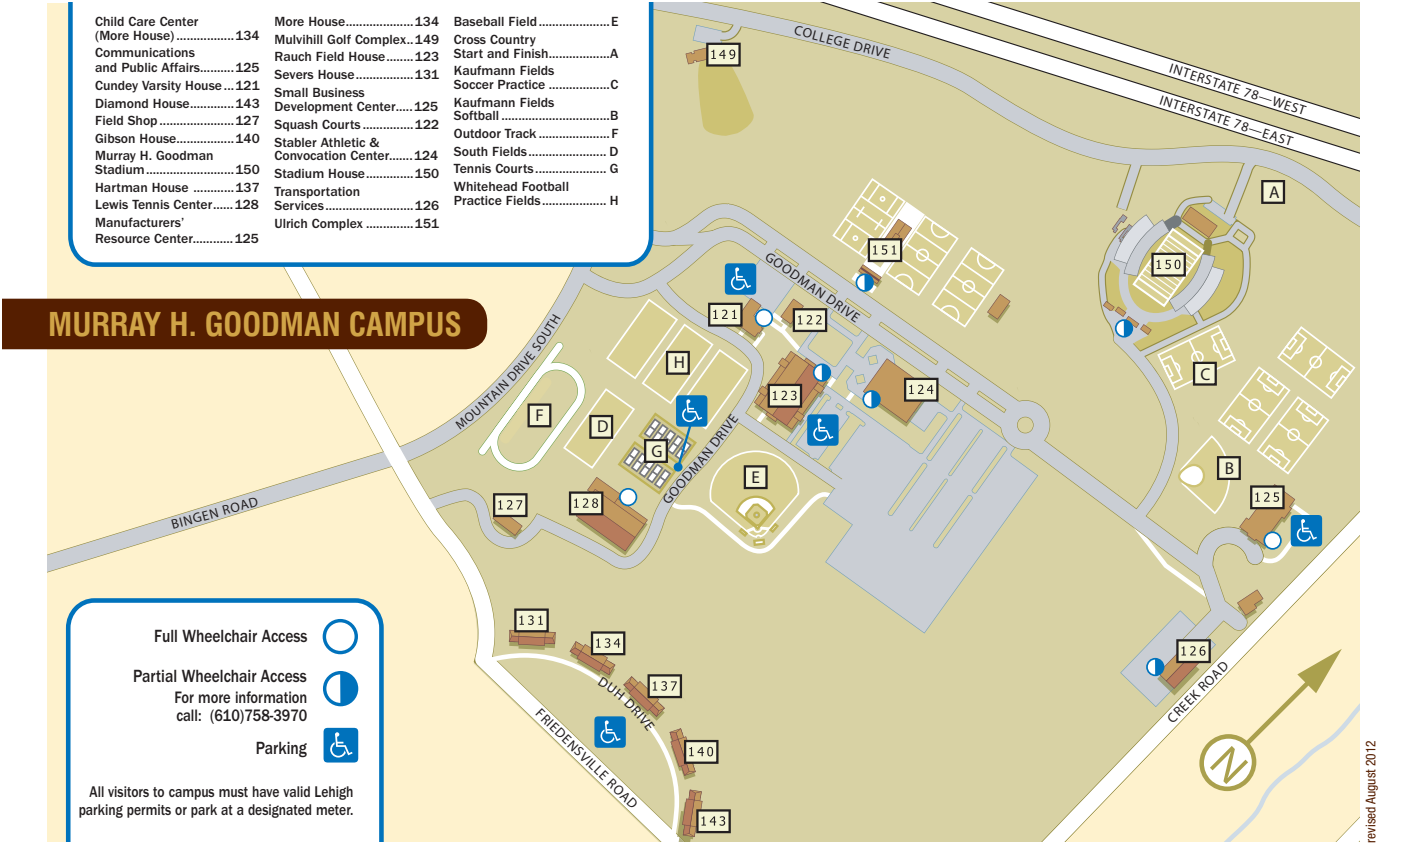 Child Care Center
(More House).................134
Communications
and Public Affairs..........125
Cundey Varsity House...121
Diamond House............143
Field Shop......................127
Gibson House................140
Murray H. Goodman
Stadium.........................150
Hartman House ............137
Lewis Tennis Center......128
Manufacturers'
Resource Center............125
More House....................134
Mulvihill Golf Complex..149
Rauch Field House........123
Severs House.................131
Small Business
Development Center.....125
Squash Courts...............122
Stabler Athletic &
Convocation Center.......124
Stadium House..............150
Transportation
Services..........................126
Ulrich Complex ..............151
Baseball Field.....................E
Cross Country
Start and Finish..................A
Kaufmann Fields
Soccer Practice ..................C
Kaufmann Fields
Softball................................B
Outdoor Track .....................F
South Fields....................... D
Tennis Courts..................... G
Whitehead Football
Practice Fields................... H
MURRAY H. GOODMAN CAMPUS
COLLEGE DRIVE
INTERSTATE 78—WEST
INTERSTATE 78—EAST
149
A
151
150
GOODMAN DRIVE
121
122
MOUNTAIN DRIVE SOUTH
H
C
123
124
F
D
G
GOODMAN DRIVE
E
B
BINGEN ROAD
127
128
125
131
134
137
DUH DRIVE
126
CREEK ROAD
FRIEDENSVILLE ROAD
140
143
N
Full Wheelchair Access
Partial Wheelchair Access
For more information
call: (610)758-3970
Parking
All visitors to campus must have valid Lehigh
parking permits or park at a designated meter.
revised August 2012